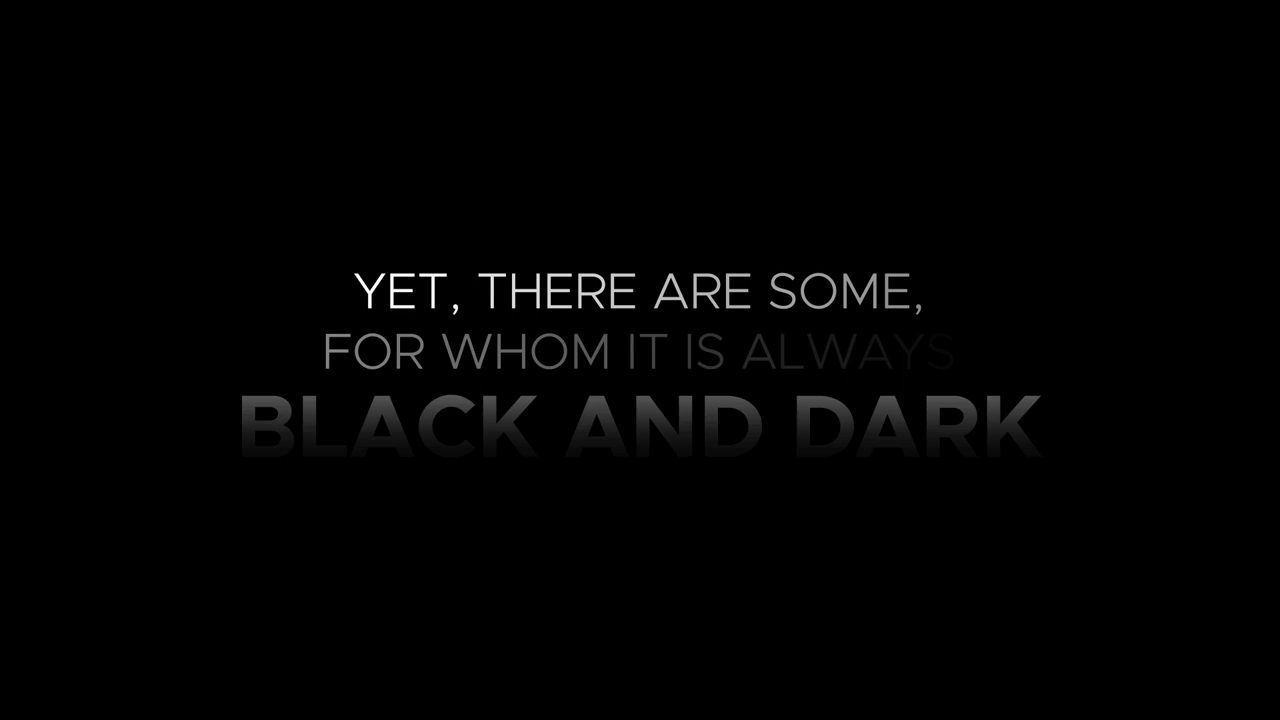 YET, THERE ARE SOME,
FOR WHOM IT IS ALWAYS
BLACK AND DARK